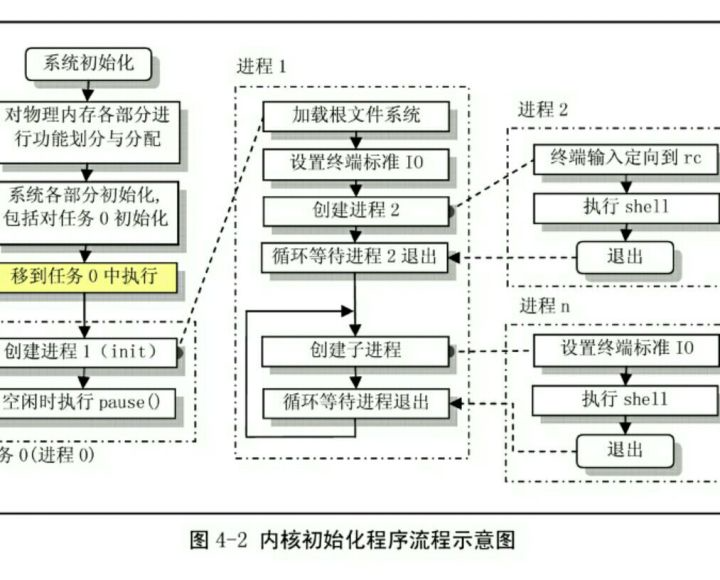 系统初始化
对物理内存各部分进
行功能划分与分配
系统各部分初始化,
包括对任务 0 初始化
移到任务 0 中执行
创建进程 1（init）
空闲时执行 pause()
务 0(进程 0)
进程 1
加载根文件系统
设置终端标准 IO
创建进程 2
循环等待进程 2 退出
创建子进程
循环等待进程退出
进程 2
终端输入定向到 rc
执行 shell
退出
进程 n
设置终端标准 IO
执行 shell
退出
图 4-2 内核初始化程序流程示意图